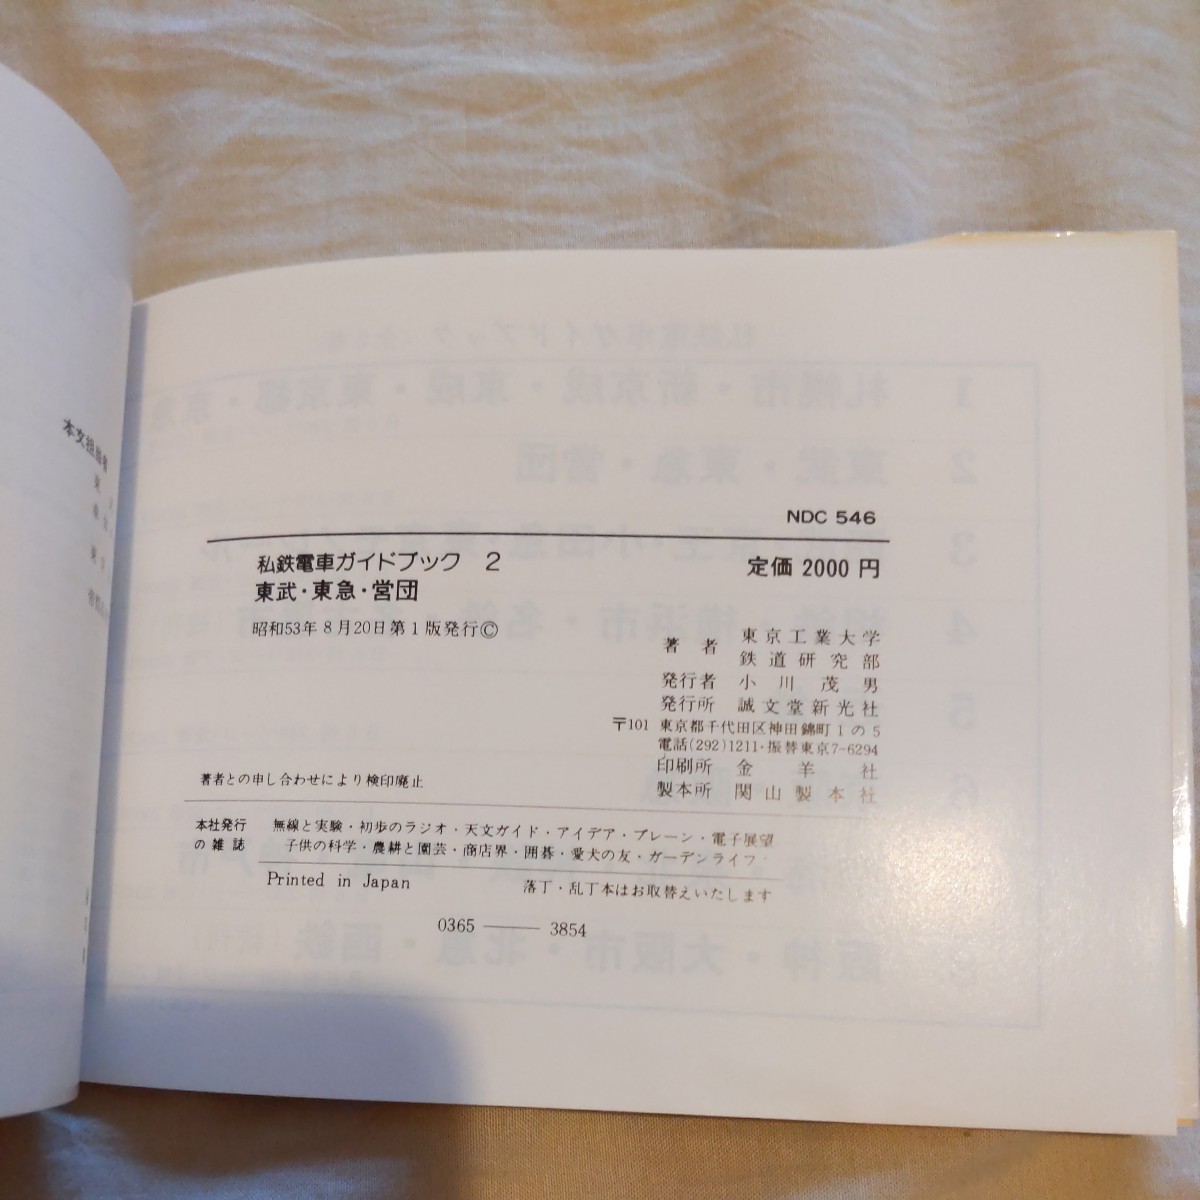 本文担当者
NDC 546
私鉄電車ガイドブック 2
定価 2000 円
東武・東急・営団
昭和53年8月20日第1版発行©
著者 東京工業大学
鉄道研究部
発行者 小川茂男
発行所 誠文堂新光社
〒101 東京都千代田区神田錦町1の5
電話(292)1211・振替東京7-6294
印刷所 金羊社
製本所 関山製本社
著者との申し合わせにより検印廃止
本社発行の雑誌
無線と実験・初歩のラジオ・天文ガイド・アイデア・ブレーン・電子展望
子供の科学・農耕と園芸・商店界・囲碁・愛犬の友・ガーデンライフ
Printed in Japan 落丁・乱丁本はお取替えいたします
0365 —— 3854